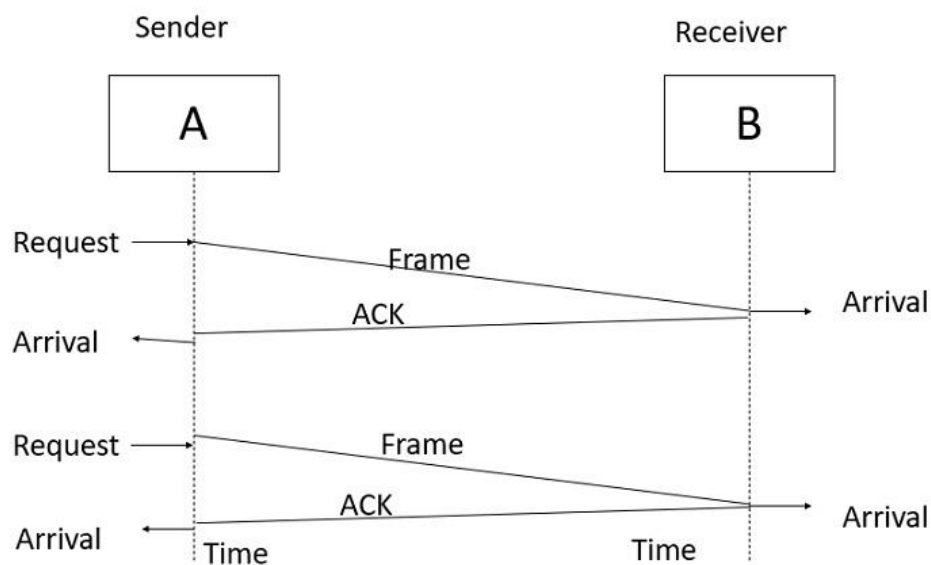 Sender
Receiver
A
B
Request
Frame
Arrival
ACK
Arrival
Request
Frame
ACK
Arrival
Arrival
Time
Time